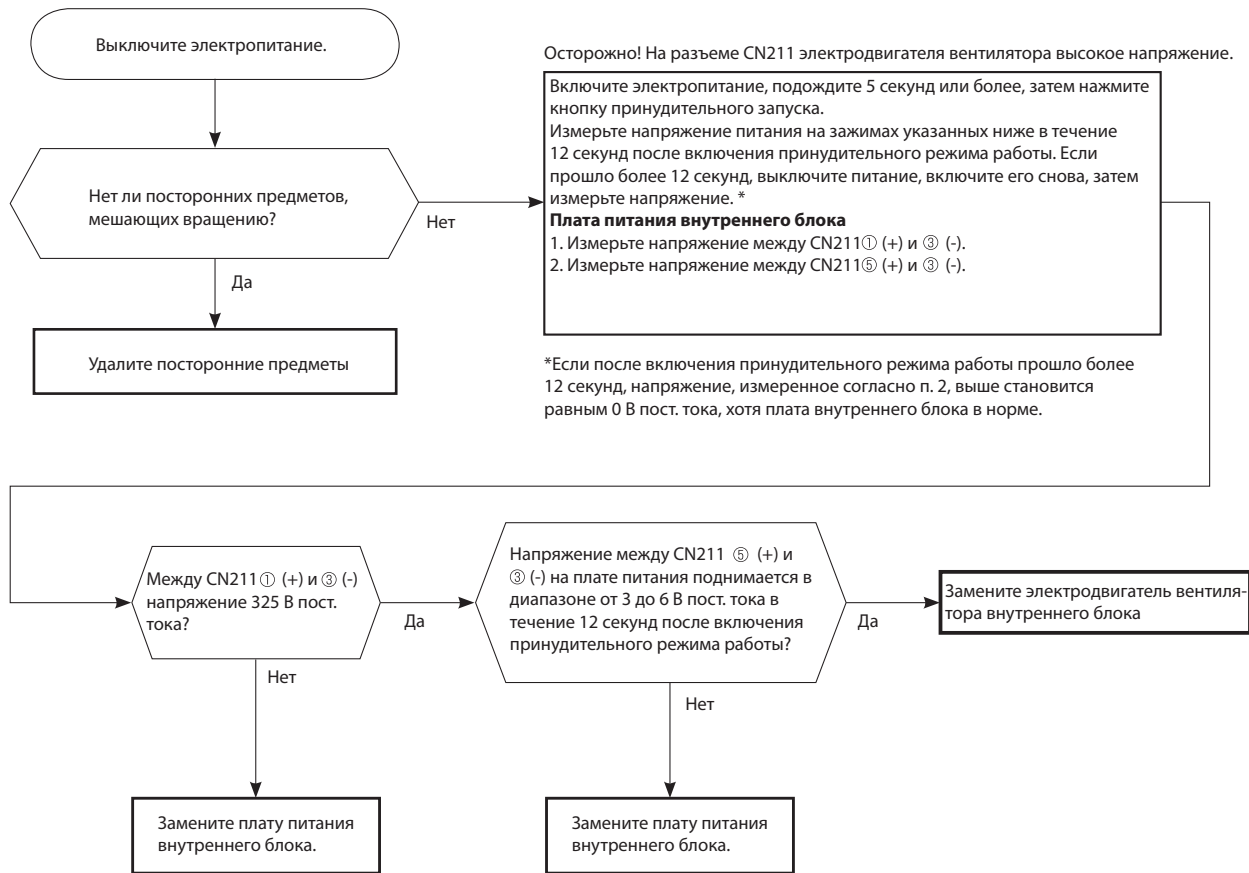 Выключите электропитание.
Нет ли посторонних предметов,
мешающих вращению?
Нет
Да
Удалите посторонние предметы
Осторожно! На разъеме CN211 электродвигателя вентилятора высокое напряжение.
Включите электропитание, подождите 5 секунд или более, затем нажмите
кнопку принудительного запуска.
Измерьте напряжение питания на зажимах указанных ниже в течение
12 секунд после включения принудительного режима работы. Если
прошло более 12 секунд, выключите питание, включите его снова, затем
измерьте напряжение. *
Плата питания внутреннего блока
1. Измерьте напряжение между CN211① (+) и ③ (-).
2. Измерьте напряжение между CN211⑤ (+) и ③ (-).
*Если после включения принудительного режима работы прошло более
12 секунд, напряжение, измеренное согласно п. 2, выше становится
равным 0 В пост. тока, хотя плата внутреннего блока в норме.
Между CN211① (+) и ③ (-)
напряжение 325 В пост.
тока?
Да
Нет
Замените плату питания
внутреннего блока.
Напряжение между CN211 ⑤ (+) и
③ (-) на плате питания поднимается в
диапазоне от 3 до 6 В пост. тока в
течение 12 секунд после включения
принудительного режима работы?
Да
Нет
Замените плату питания
внутреннего блока.
Замените электродвигатель вентиля-
тора внутреннего блока